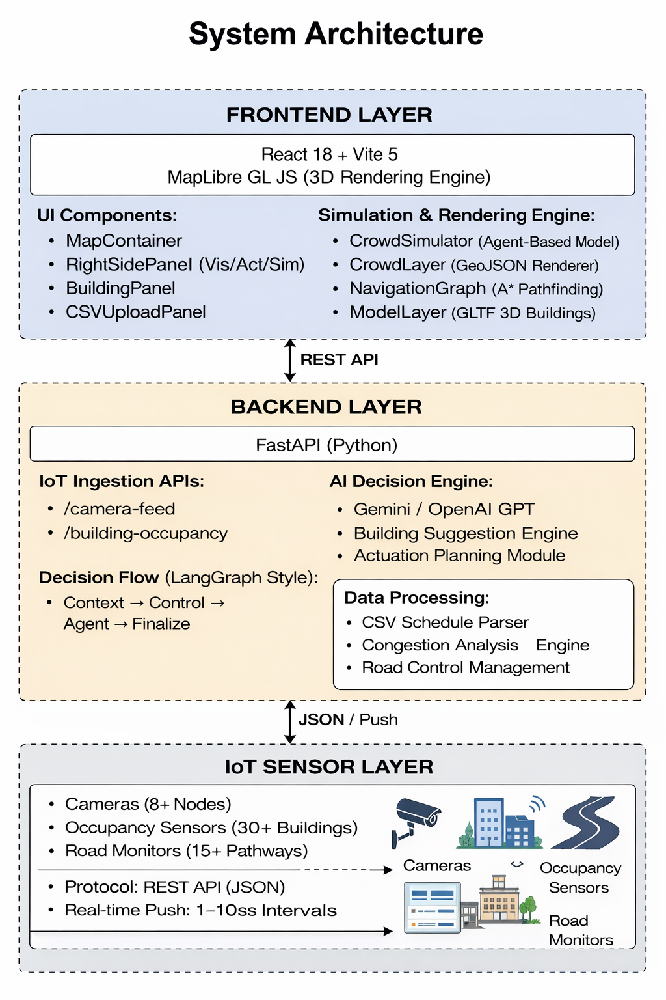 System Architecture
FRONTEND LAYER
React 18 + Vite 5
MapLibre GL JS (3D Rendering Engine)
UI Components:
• MapContainer
• RightSidePanel (Vis/Act/Sim)
• BuildingPanel
• CSVUploadPanel
Simulation & Rendering Engine:
• CrowdSimulator (Agent-Based Model)
• CrowdLayer (GeoJSON Renderer)
• NavigationGraph (A* Pathfinding)
• ModelLayer (GLTF 3D Buildings)
REST API
BACKEND LAYER
FastAPI (Python)
IoT Ingestion APIs:
• /camera-feed
• /building-occupancy
Decision Flow (LangGraph Style):
• Context → Control →
Agent → Finalize
AI Decision Engine:
• Gemini / OpenAI GPT
• Building Suggestion Engine
• Actuation Planning Module
Data Processing:
• CSV Schedule Parser
• Congestion Analysis Engine
• Road Control Management
JSON / Push
IoT SENSOR LAYER
• Cameras (8+ Nodes)
• Occupancy Sensors (30+ Buildings)
• Road Monitors (15+ Pathways)
• Protocol: REST API (JSON)
• Real-time Push: 1–10ss Intervals
Cameras
Occupancy
Sensors
Road
Monitors